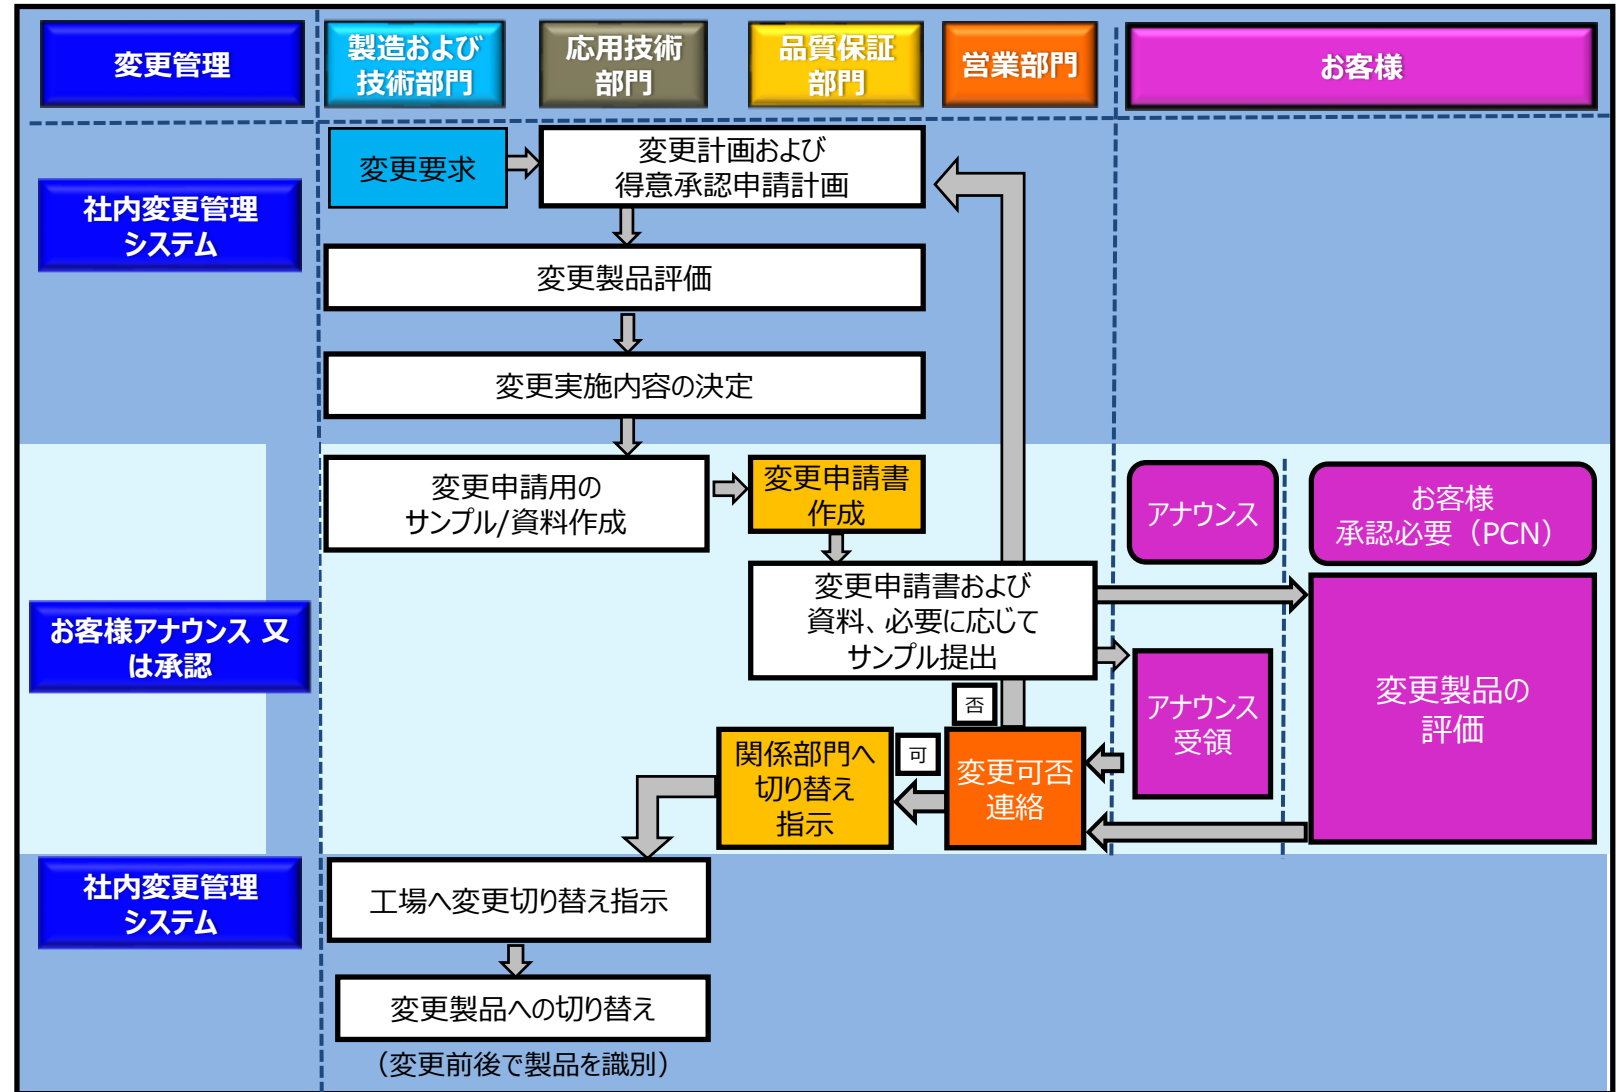 変更管理
製造および
技術部門
応用技術
部門
品質保証
部門
営業部門
お客様
社内変更管理
システム
変更要求
変更計画および
得意承認申請計画
変更製品評価
変更実施内容の決定
お客様アナウンス 又
は承認
変更申請用の
サンプル/資料作成
変更申請書
作成
アナウンス
お客様
承認必要（PCN）
変更申請書および
資料、必要に応じて
サンプル提出
アナウンス
受領
変更製品の
評価
否
可
変更可否
連絡
関係部門へ
切り替え
指示
社内変更管理
システム
工場へ変更切り替え指示
変更製品への切り替え
（変更前後で製品を識別）